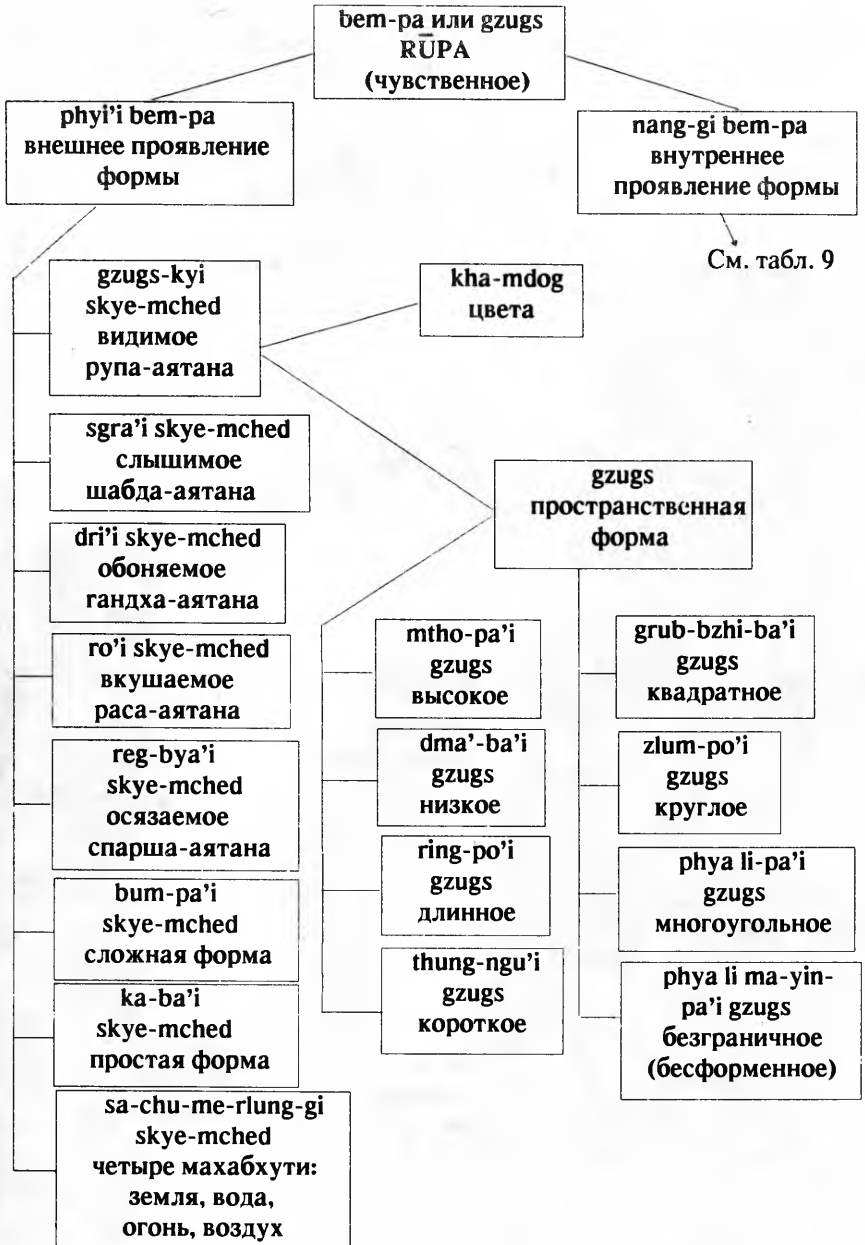 bem-pa или gzugs
RŪPA
(чувственное)
phyi’i bem-pa
внешнее проявление
формы
nang-gi bem-pa
внутреннее
проявление формы
См. табл. 9
gzugs-kyi
skye-mched
видимое
рупа-аятана
kha-mdog
цвета
sgra’i skye-mched
слышимое
шабда-аятана
gzugs
пространственная
форма
dri’i skye-mched
обоняемое
гандха-аятана
ro’i skye-mched
вкушаемое
раса-аятана
reg-bya’i
skye-mched
осязаемое
спарша-аятана
bum-pa’i
skye-mched
сложная форма
ka-ba’i
skye-mched
простая форма
sa-chu-me-rlung-gi
skye-mched
четыре махабхути:
земля, вода,
огонь, воздух
mtho-pa’i
gzugs
высокое
dma’-ba’i
gzugs
низкое
ring-po’i
gzugs
длинное
thung-ngu’i
gzugs
короткое
grub-bzhi-ba’i
gzugs
квадратное
zlum-po’i
gzugs
круглое
phya li-pa’i
gzugs
многоугольное
phya li ma-yin-
pa’i gzugs
безграничное
(бесформенное)